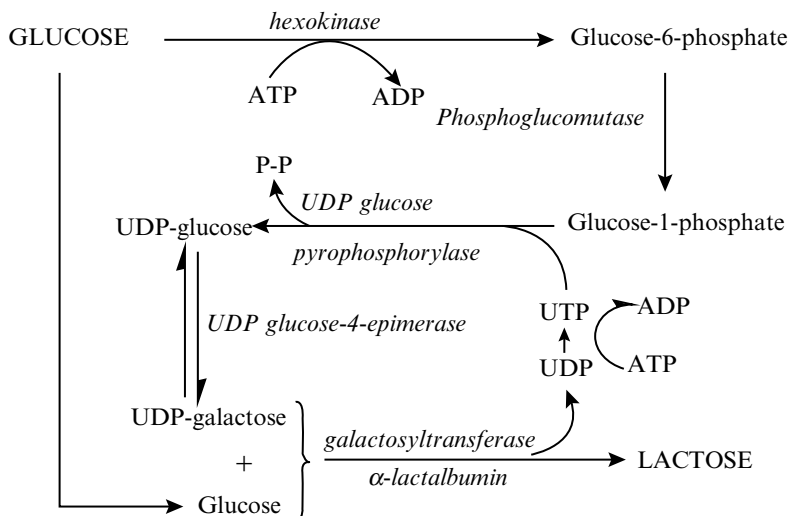 hexokinase
GLUCOSE
Glucose-6-phosphate
ATP
ADP
Phosphoglucomutase
P-P
UDP glucose
UDP-glucose
Glucose-1-phosphate
pyrophosphorylase
UTP
ADP
UDP glucose-4-epimerase
UDP
ATP
UDP-galactose
galactosyltransferase
+
LACTOSE
α-lactalbumin
Glucose